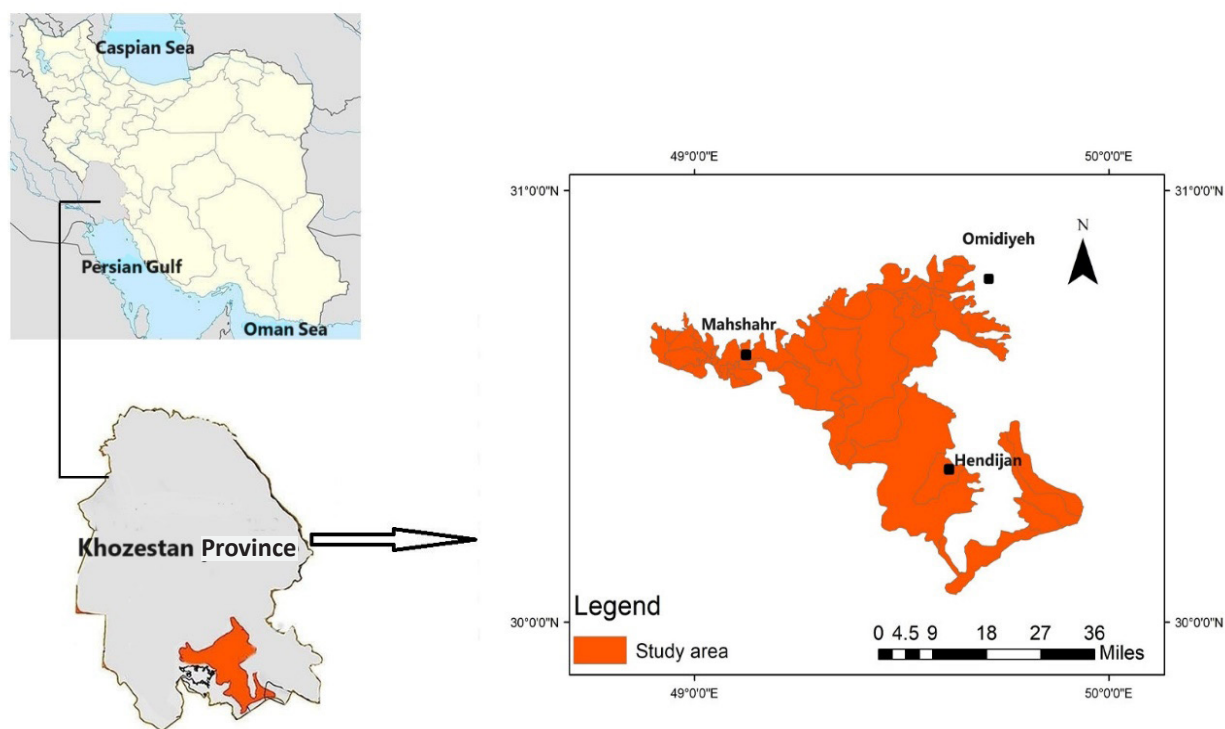 Caspian Sea
Persian Gulf
Oman Sea
Khozestan Province
49°0'0"E 50°0'0"E
31°0'0"N 31°0'0"N
N
Omidiyeh
Mahshahr
Hendijan
Legend
Study area
0 4.5 9 18 27 36
Miles
30°0'0"N 30°0'0"N
49°0'0"E 50°0'0"E